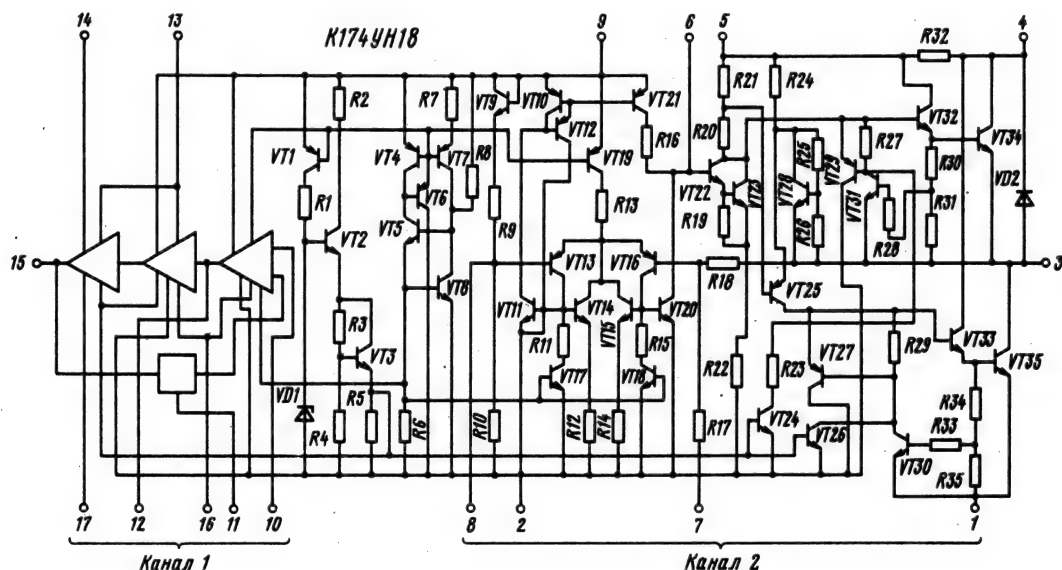 14 13 К174УН18 9 6 5 4
R32
R2 R7 VT9 VT10 VT21 R21 R24
VT12 R16 VT32
R20 R27 VT34
VT1 VT4 VT7 R8 VT19 R25 VT29 R30 VD2
VT6 VT22 VT23 VT28 VT31
R1 R13 R19 R31
VT5 R9 R26 R28
VT2
15 VT13 VT16 R18 3
VT8 VT11 VT14 VT15 VT20 VT25
R3 R11 R15 VT33
VT3 VT27 R29 VT35
VT17 VT18 R22 R23
VD1 R34
R4 R5 R6 R10 R12 R14 R17 VT24 VT26 R33
VT30 R35
17 12 16 11 10 8 2 7 1
Канал 1 Канал 2